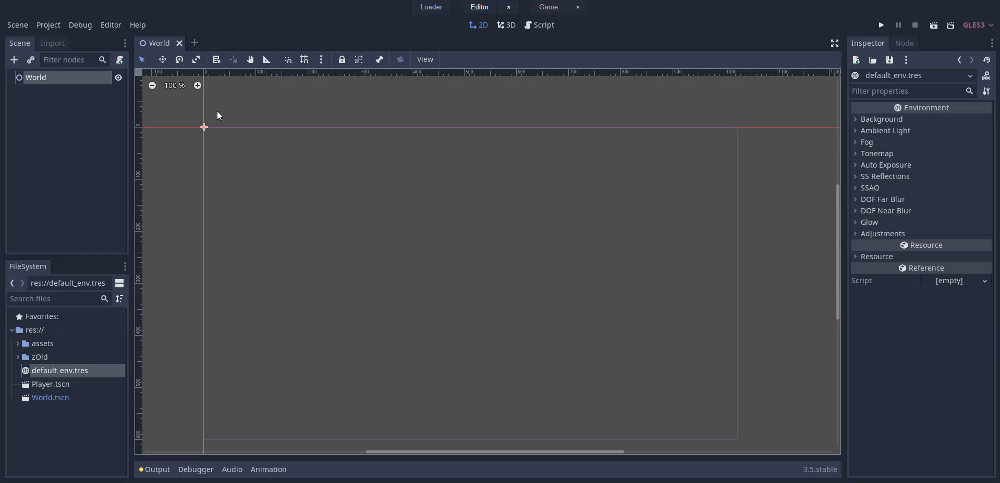 Loader Editor × Game ×
Scene Project Debug Editor Help 2D 3D Script GLES3
Scene Import
Filter nodes
World
World
View
-100 0 100 200 300 400 500 600 700 800 900 1000 1100 1200
100 %
0
100
200
300
400
500
600
FileSystem
res://default_env.tres
Search files
Favorites:
res://
assets
zOld
default_env.tres
Player.tscn
World.tscn
Output Debugger Audio Animation 3.5.stable
Inspector Node
default_env.tres
DOC
Filter properties
Environment
Background
Ambient Light
Fog
Tonemap
Auto Exposure
SS Reflections
SSAO
DOF Far Blur
DOF Near Blur
Glow
Adjustments
Resource
Resource
Reference
Script [empty]